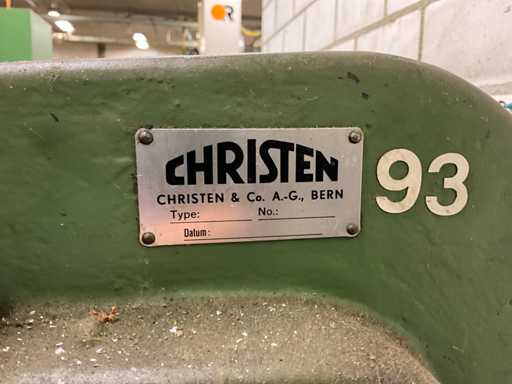 R
CHRISTEN
CHRISTEN & Co. A.-G., BERN
Type: No.:
Datum:
93